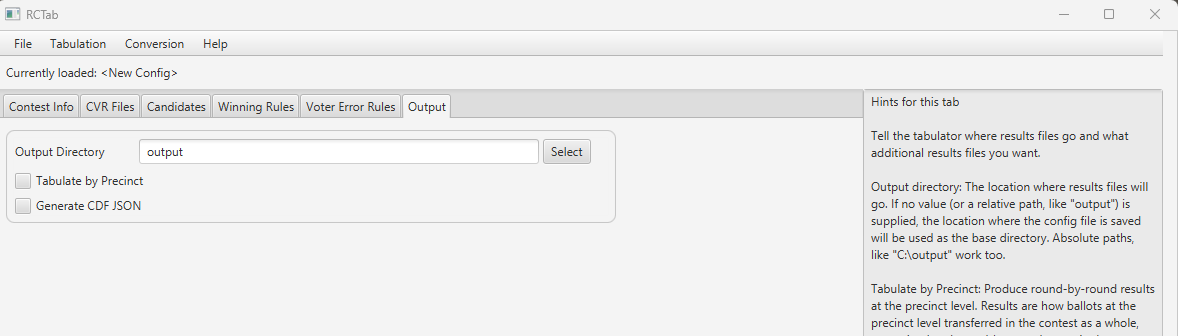 RCTab
File Tabulation Conversion Help
Currently loaded: <New Config>
Contest Info CVR Files Candidates Winning Rules Voter Error Rules Output
Output Directory output Select
Tabulate by Precinct
Generate CDF JSON
Hints for this tab
Tell the tabulator where results files go and what
additional results files you want.
Output directory: The location where results files will
go. If no value (or a relative path, like "output") is
supplied, the location where the config file is saved
will be used as the base directory. Absolute paths,
like "C:\output" work too.
Tabulate by Precinct: Produce round-by-round results
at the precinct level. Results are how ballots at the
precinct level transferred in the contest as a whole,